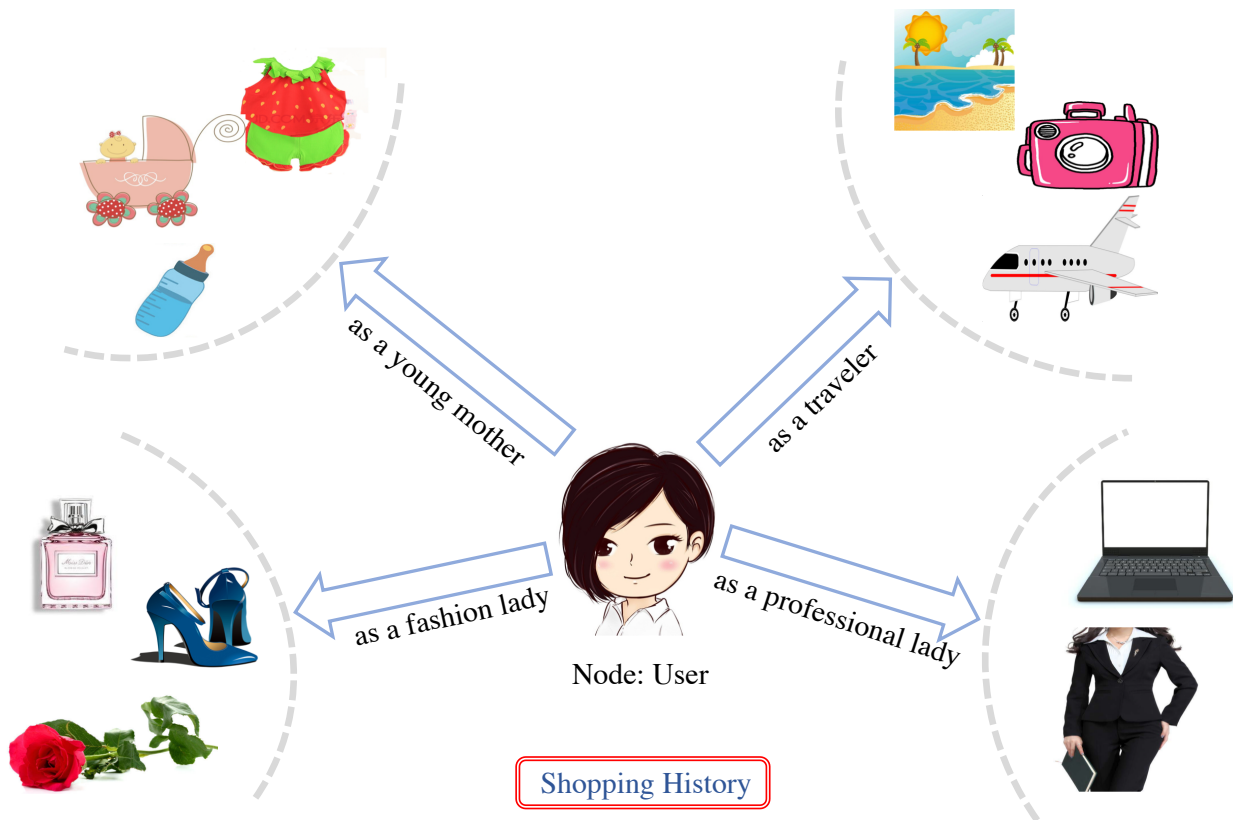 as a young mother
as a traveler
as a fashion lady
as a professional lady
Node: User
Shopping History